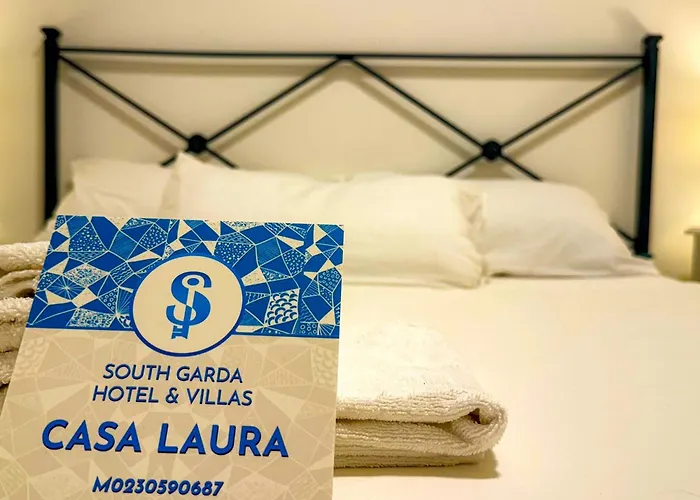 SOUTH GARDA
HOTEL & VILLAS
CASA LAURA
M0230590687